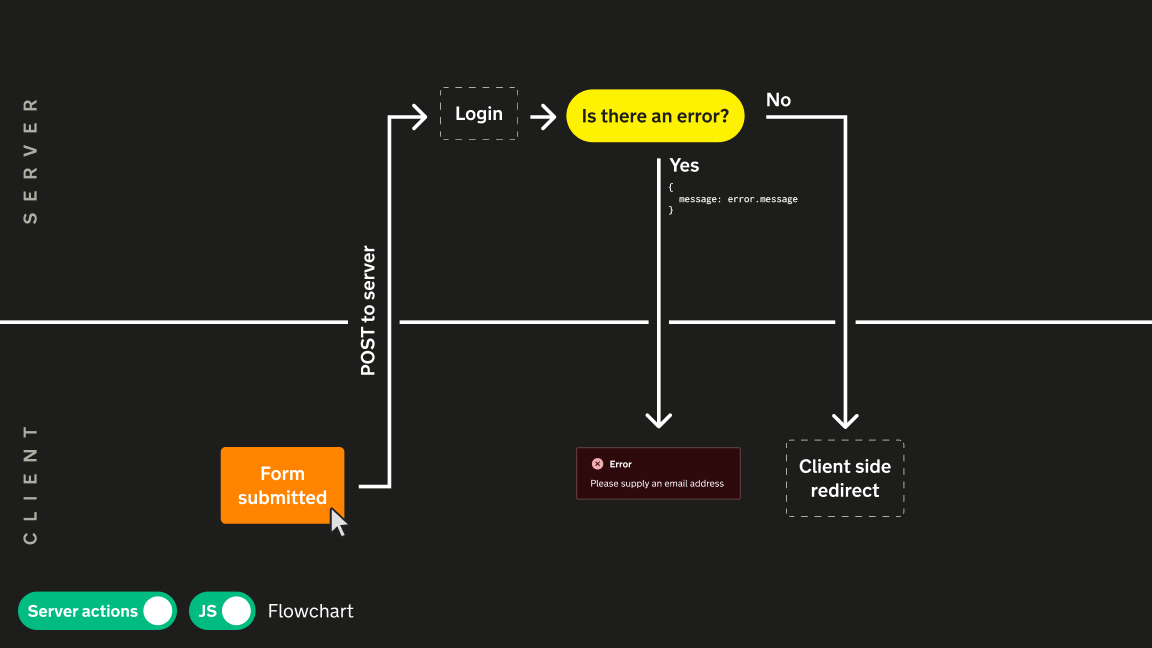 SERVER
Login
Is there an error?
No
Yes
{
message: error.message
}
POST to server
CLIENT
Form
submitted
Error
Please supply an email address
Client side
redirect
Server actions
JS
Flowchart